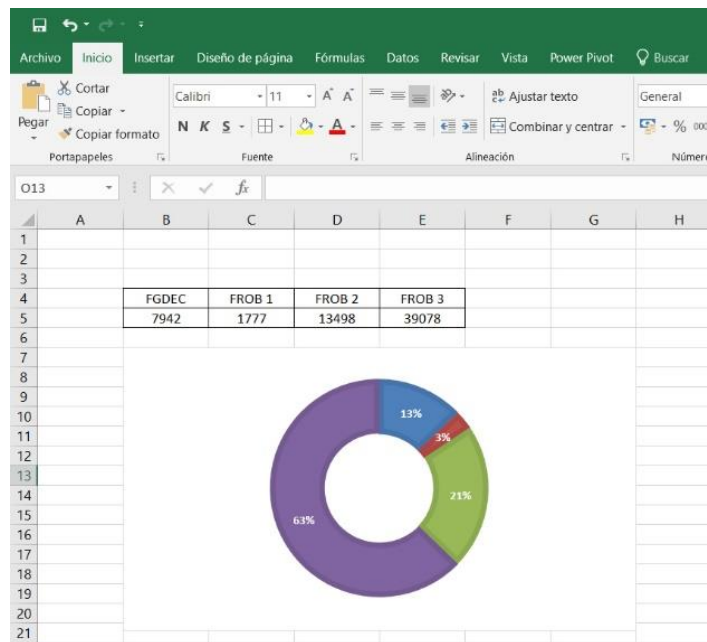 Archivo Inicio Insertar Diseño de página Fórmulas Datos Revisar Vista Power Pivot Buscar
Pegar
Cortar
Copiar
Copiar formato
Portapapeles
Calibri 11 A A
N K S A
Fuente
ab Ajustar texto
Combinar y centrar
Alineación
General
% 000
Número
O13 fx
A B C D E F G H
1
2
3
4 FGDEC FROB 1 FROB 2 FROB 3
5 7942 1777 13498 39078
6
7
8
9
10 13%
11 3%
12
13
14 21%
15
16 63%
17
18
19
20
21